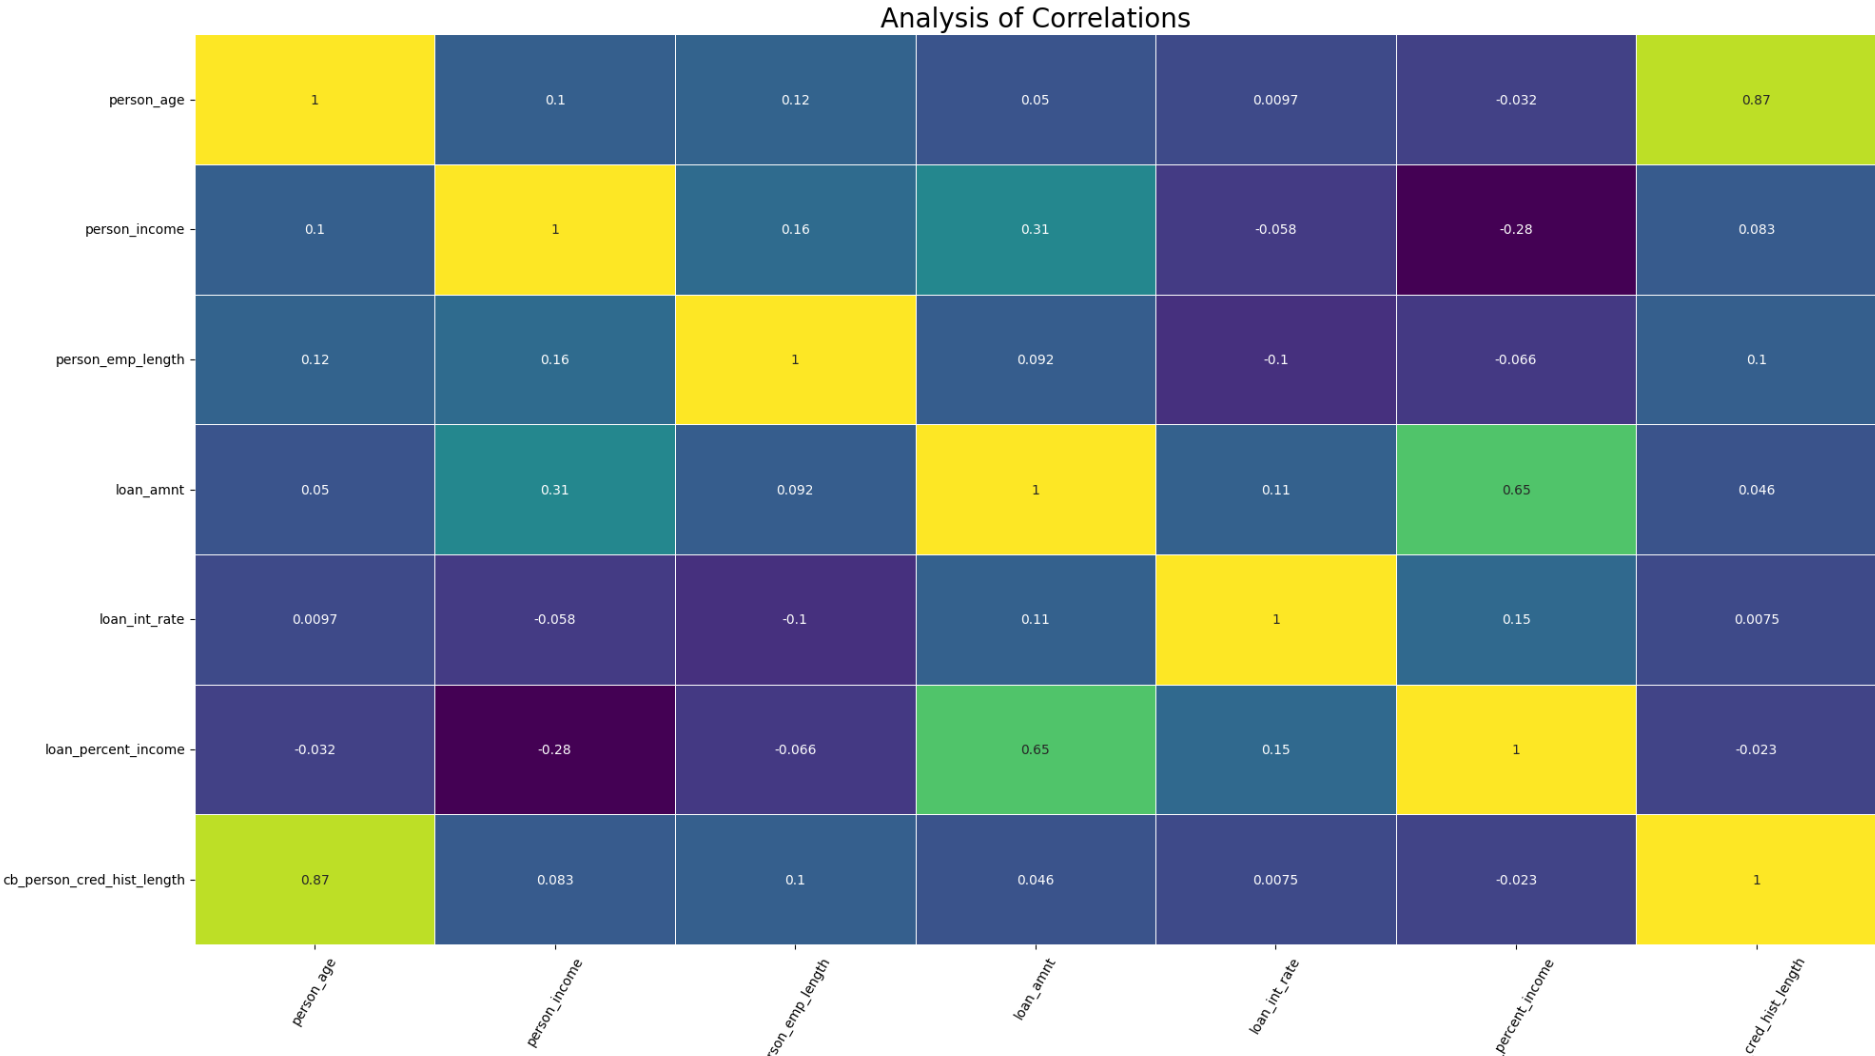 Analysis of Correlations
person_age 1 0.1 0.12 0.05 0.0097 -0.032 0.87
person_income 0.1 1 0.16 0.31 -0.058 -0.28 0.083
person_emp_length 0.12 0.16 1 0.092 -0.1 -0.066 0.1
loan_amnt 0.05 0.31 0.092 1 0.11 0.65 0.046
loan_int_rate 0.0097 -0.058 -0.1 0.11 1 0.15 0.0075
loan_percent_income -0.032 -0.28 -0.066 0.65 0.15 1 -0.023
cb_person_cred_hist_length 0.87 0.083 0.1 0.046 0.0075 -0.023 1
person_age
person_income
rson_emp_length
loan_amnt
loan_int_rate
_percent_income
cred_hist_length